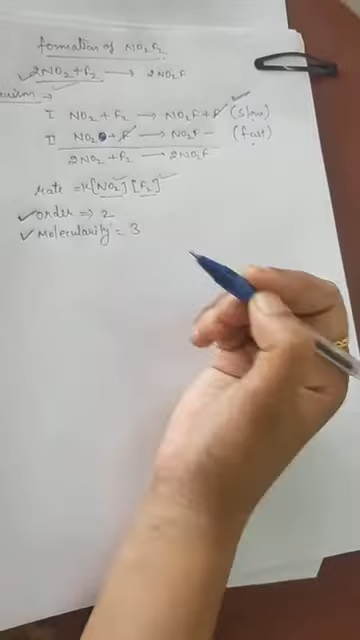 formation of NO2F2
2NO2 + F2 → 2NO2F
I NO2 + F2 → NO2F + F (slow)
II NO2 + F → NO2F (fast)
2NO2 + F2 → 2NO2F
rate = K[NO2][F2]
order ⇒ 2
Molecularity = 3